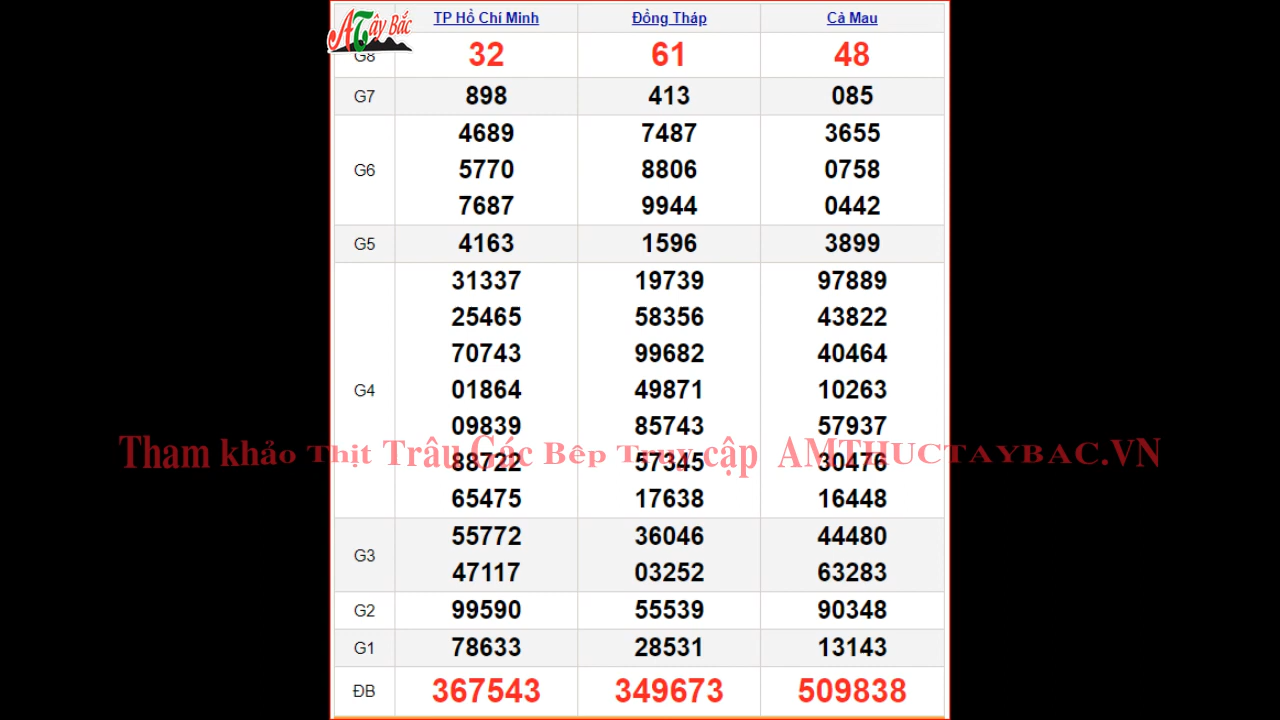 ATây Bắc
TP Hồ Chí Minh Đồng Tháp Cà Mau
G8 32 61 48
G7 898 413 085
4689 7487 3655
G6 5770 8806 0758
7687 9944 0442
G5 4163 1596 3899
31337 19739 97889
25465 58356 43822
70743 99682 40464
G4 01864 49871 10263
09839 85743 57937
Tham khảo Thịt Trâu Gác Bếp Truy cập AMTHUCTAYBAC.VN
88722 57345 30476
65475 17638 16448
G3 55772 36046 44480
47117 03252 63283
G2 99590 55539 90348
G1 78633 28531 13143
ĐB 367543 349673 509838